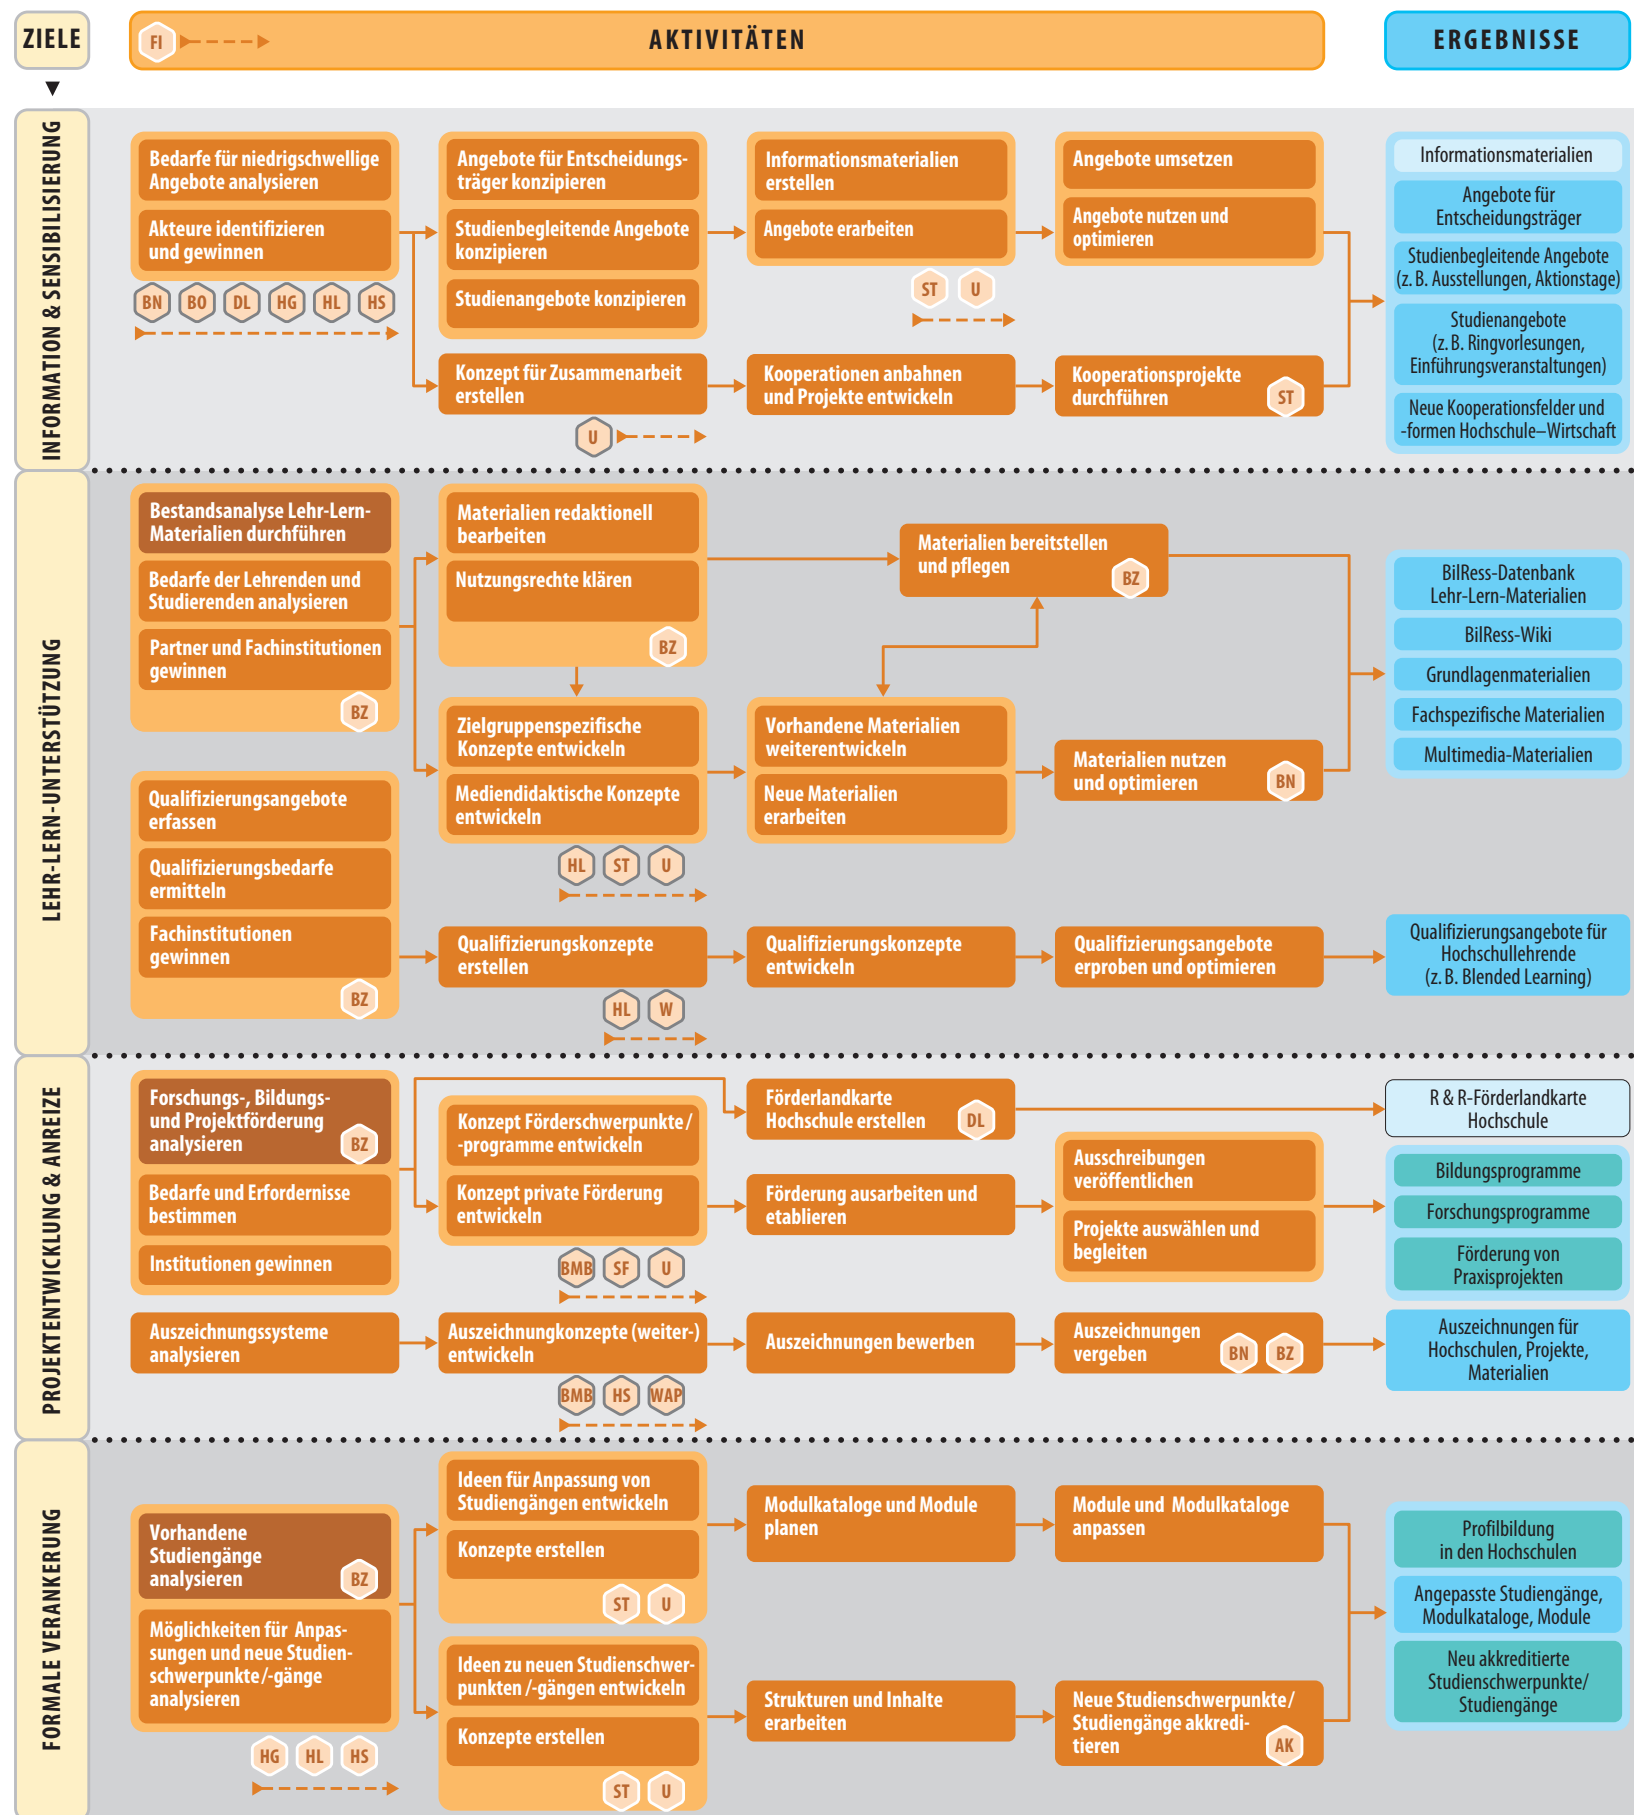 ZIELE
FI
AKTIVITÄTEN
ERGEBNISSE
INFORMATION & SENSIBILISIERUNG
Bedarfe für niedrigschwellige
Angebote analysieren
Akteure identifizieren
und gewinnen
BN BO DL HG HL HS
Angebote für Entscheidungs-
träger konzipieren
Studienbegleitende Angebote
konzipieren
Studienangebote konzipieren
Informationsmaterialien
erstellen
Angebote erarbeiten
ST U
Angebote umsetzen
Angebote nutzen und
optimieren
Konzept für Zusammenarbeit
erstellen
U
Kooperationen anbahnen
und Projekte entwickeln
Kooperationsprojekte
durchführen
ST
Informationsmaterialien
Angebote für
Entscheidungsträger
Studienbegleitende Angebote
(z. B. Ausstellungen, Aktionstage)
Studienangebote
(z. B. Ringvorlesungen,
Einführungsveranstaltungen)
Neue Kooperationsfelder und
-formen Hochschule–Wirtschaft
LEHR-LERN-UNTERSTÜTZUNG
Bestandsanalyse Lehr-Lern-
Materialien durchführen
Bedarfe der Lehrenden und
Studierenden analysieren
Partner und Fachinstitutionen
gewinnen
BZ
Materialien redaktionell
bearbeiten
Nutzungsrechte klären
BZ
Materialien bereitstellen
und pflegen
BZ
Zielgruppenspezifische
Konzepte entwickeln
Mediendidaktische Konzepte
entwickeln
HL ST U
Vorhandene Materialien
weiterentwickeln
Neue Materialien
erarbeiten
Materialien nutzen
und optimieren
BN
BilRess-Datenbank
Lehr-Lern-Materialien
BilRess-Wiki
Grundlagenmaterialien
Fachspezifische Materialien
Multimedia-Materialien
Qualifizierungsangebote
erfassen
Qualifizierungsbedarfe
ermitteln
Fachinstitutionen
gewinnen
BZ
Qualifizierungskonzepte
erstellen
HL W
Qualifizierungskonzepte
entwickeln
Qualifizierungsangebote
erproben und optimieren
Qualifizierungsangebote für
Hochschullehrende
(z. B. Blended Learning)
PROJEKTENTWICKLUNG & ANREIZE
Forschungs-, Bildungs-
und Projektförderung
analysieren
BZ
Bedarfe und Erfordernisse
bestimmen
Institutionen gewinnen
Konzept Förderschwerpunkte/
-programme entwickeln
Konzept private Förderung
entwickeln
BMB SF U
Förderlandkarte
Hochschule erstellen
DL
Förderung ausarbeiten und
etablieren
Ausschreibungen
veröffentlichen
Projekte auswählen und
begleiten
R & R-Förderlandkarte
Hochschule
Bildungsprogramme
Forschungsprogramme
Förderung von
Praxisprojekten
Auszeichnungssysteme
analysieren
Auszeichnungkonzepte (weiter-)
entwickeln
BMB HS WAP
Auszeichnungen bewerben
Auszeichnungen
vergeben
BN BZ
Auszeichnungen für
Hochschulen, Projekte,
Materialien
FORMALE VERANKERUNG
Vorhandene
Studiengänge
analysieren
BZ
Möglichkeiten für Anpas-
sungen und neue Studien-
schwerpunkte/-gänge
analysieren
HG HL HS
Ideen für Anpassung von
Studiengängen entwickeln
Konzepte erstellen
ST U
Modulkataloge und Module
planen
Module und Modulkataloge
anpassen
Ideen zu neuen Studienschwer-
punkten /-gängen entwickeln
Konzepte erstellen
ST U
Strukturen und Inhalte
erarbeiten
Neue Studienschwerpunkte/
Studiengänge akkredi-
tieren
AK
Profilbildung
in den Hochschulen
Angepasste Studiengänge,
Modulkataloge, Module
Neu akkreditierte
Studienschwerpunkte/
Studiengänge